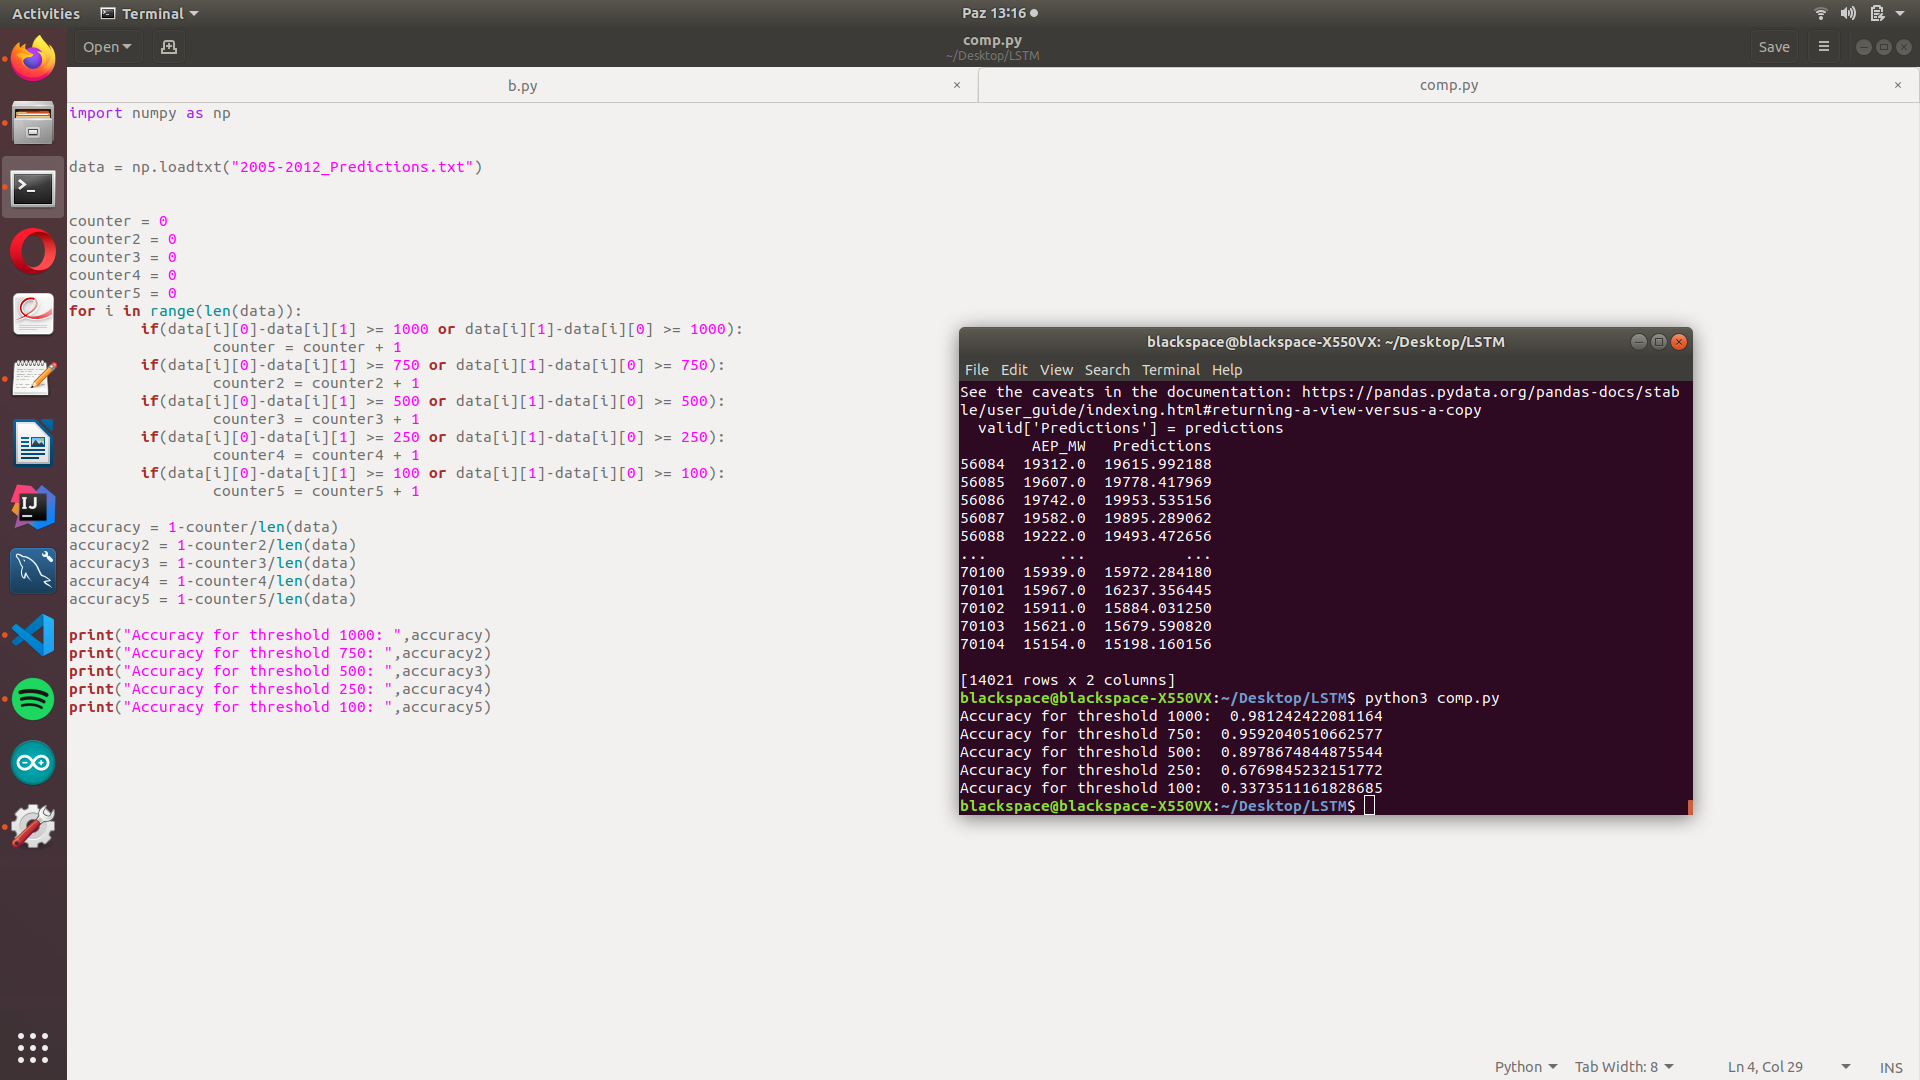 Activities Terminal Paz 13:16
Open comp.py Save
~/Desktop/LSTM
b.py × comp.py ×
import numpy as np
data = np.loadtxt("2005-2012_Predictions.txt")
counter = 0
counter2 = 0
counter3 = 0
counter4 = 0
counter5 = 0
for i in range(len(data)):
        if(data[i][0]-data[i][1] >= 1000 or data[i][1]-data[i][0] >= 1000):
                counter = counter + 1
        if(data[i][0]-data[i][1] >= 750 or data[i][1]-data[i][0] >= 750):
                counter2 = counter2 + 1
        if(data[i][0]-data[i][1] >= 500 or data[i][1]-data[i][0] >= 500):
                counter3 = counter3 + 1
        if(data[i][0]-data[i][1] >= 250 or data[i][1]-data[i][0] >= 250):
                counter4 = counter4 + 1
        if(data[i][0]-data[i][1] >= 100 or data[i][1]-data[i][0] >= 100):
                counter5 = counter5 + 1
accuracy = 1-counter/len(data)
accuracy2 = 1-counter2/len(data)
accuracy3 = 1-counter3/len(data)
accuracy4 = 1-counter4/len(data)
accuracy5 = 1-counter5/len(data)
print("Accuracy for threshold 1000: ",accuracy)
print("Accuracy for threshold 750: ",accuracy2)
print("Accuracy for threshold 500: ",accuracy3)
print("Accuracy for threshold 250: ",accuracy4)
print("Accuracy for threshold 100: ",accuracy5)
blackspace@blackspace-X550VX: ~/Desktop/LSTM
File Edit View Search Terminal Help
See the caveats in the documentation: https://pandas.pydata.org/pandas-docs/stab
le/user_guide/indexing.html#returning-a-view-versus-a-copy
  valid['Predictions'] = predictions
        AEP_MW   Predictions
56084  19312.0  19615.992188
56085  19607.0  19778.417969
56086  19742.0  19953.535156
56087  19582.0  19895.289062
56088  19222.0  19493.472656
...        ...           ...
70100  15939.0  15972.284180
70101  15967.0  16237.356445
70102  15911.0  15884.031250
70103  15621.0  15679.590820
70104  15154.0  15198.160156
[14021 rows x 2 columns]
blackspace@blackspace-X550VX:~/Desktop/LSTM$ python3 comp.py
Accuracy for threshold 1000:  0.981242422081164
Accuracy for threshold 750:  0.9592040510662577
Accuracy for threshold 500:  0.8978674844875544
Accuracy for threshold 250:  0.6769845232151772
Accuracy for threshold 100:  0.3373511161828685
blackspace@blackspace-X550VX:~/Desktop/LSTM$
IJ
Python Tab Width: 8 Ln 4, Col 29 INS